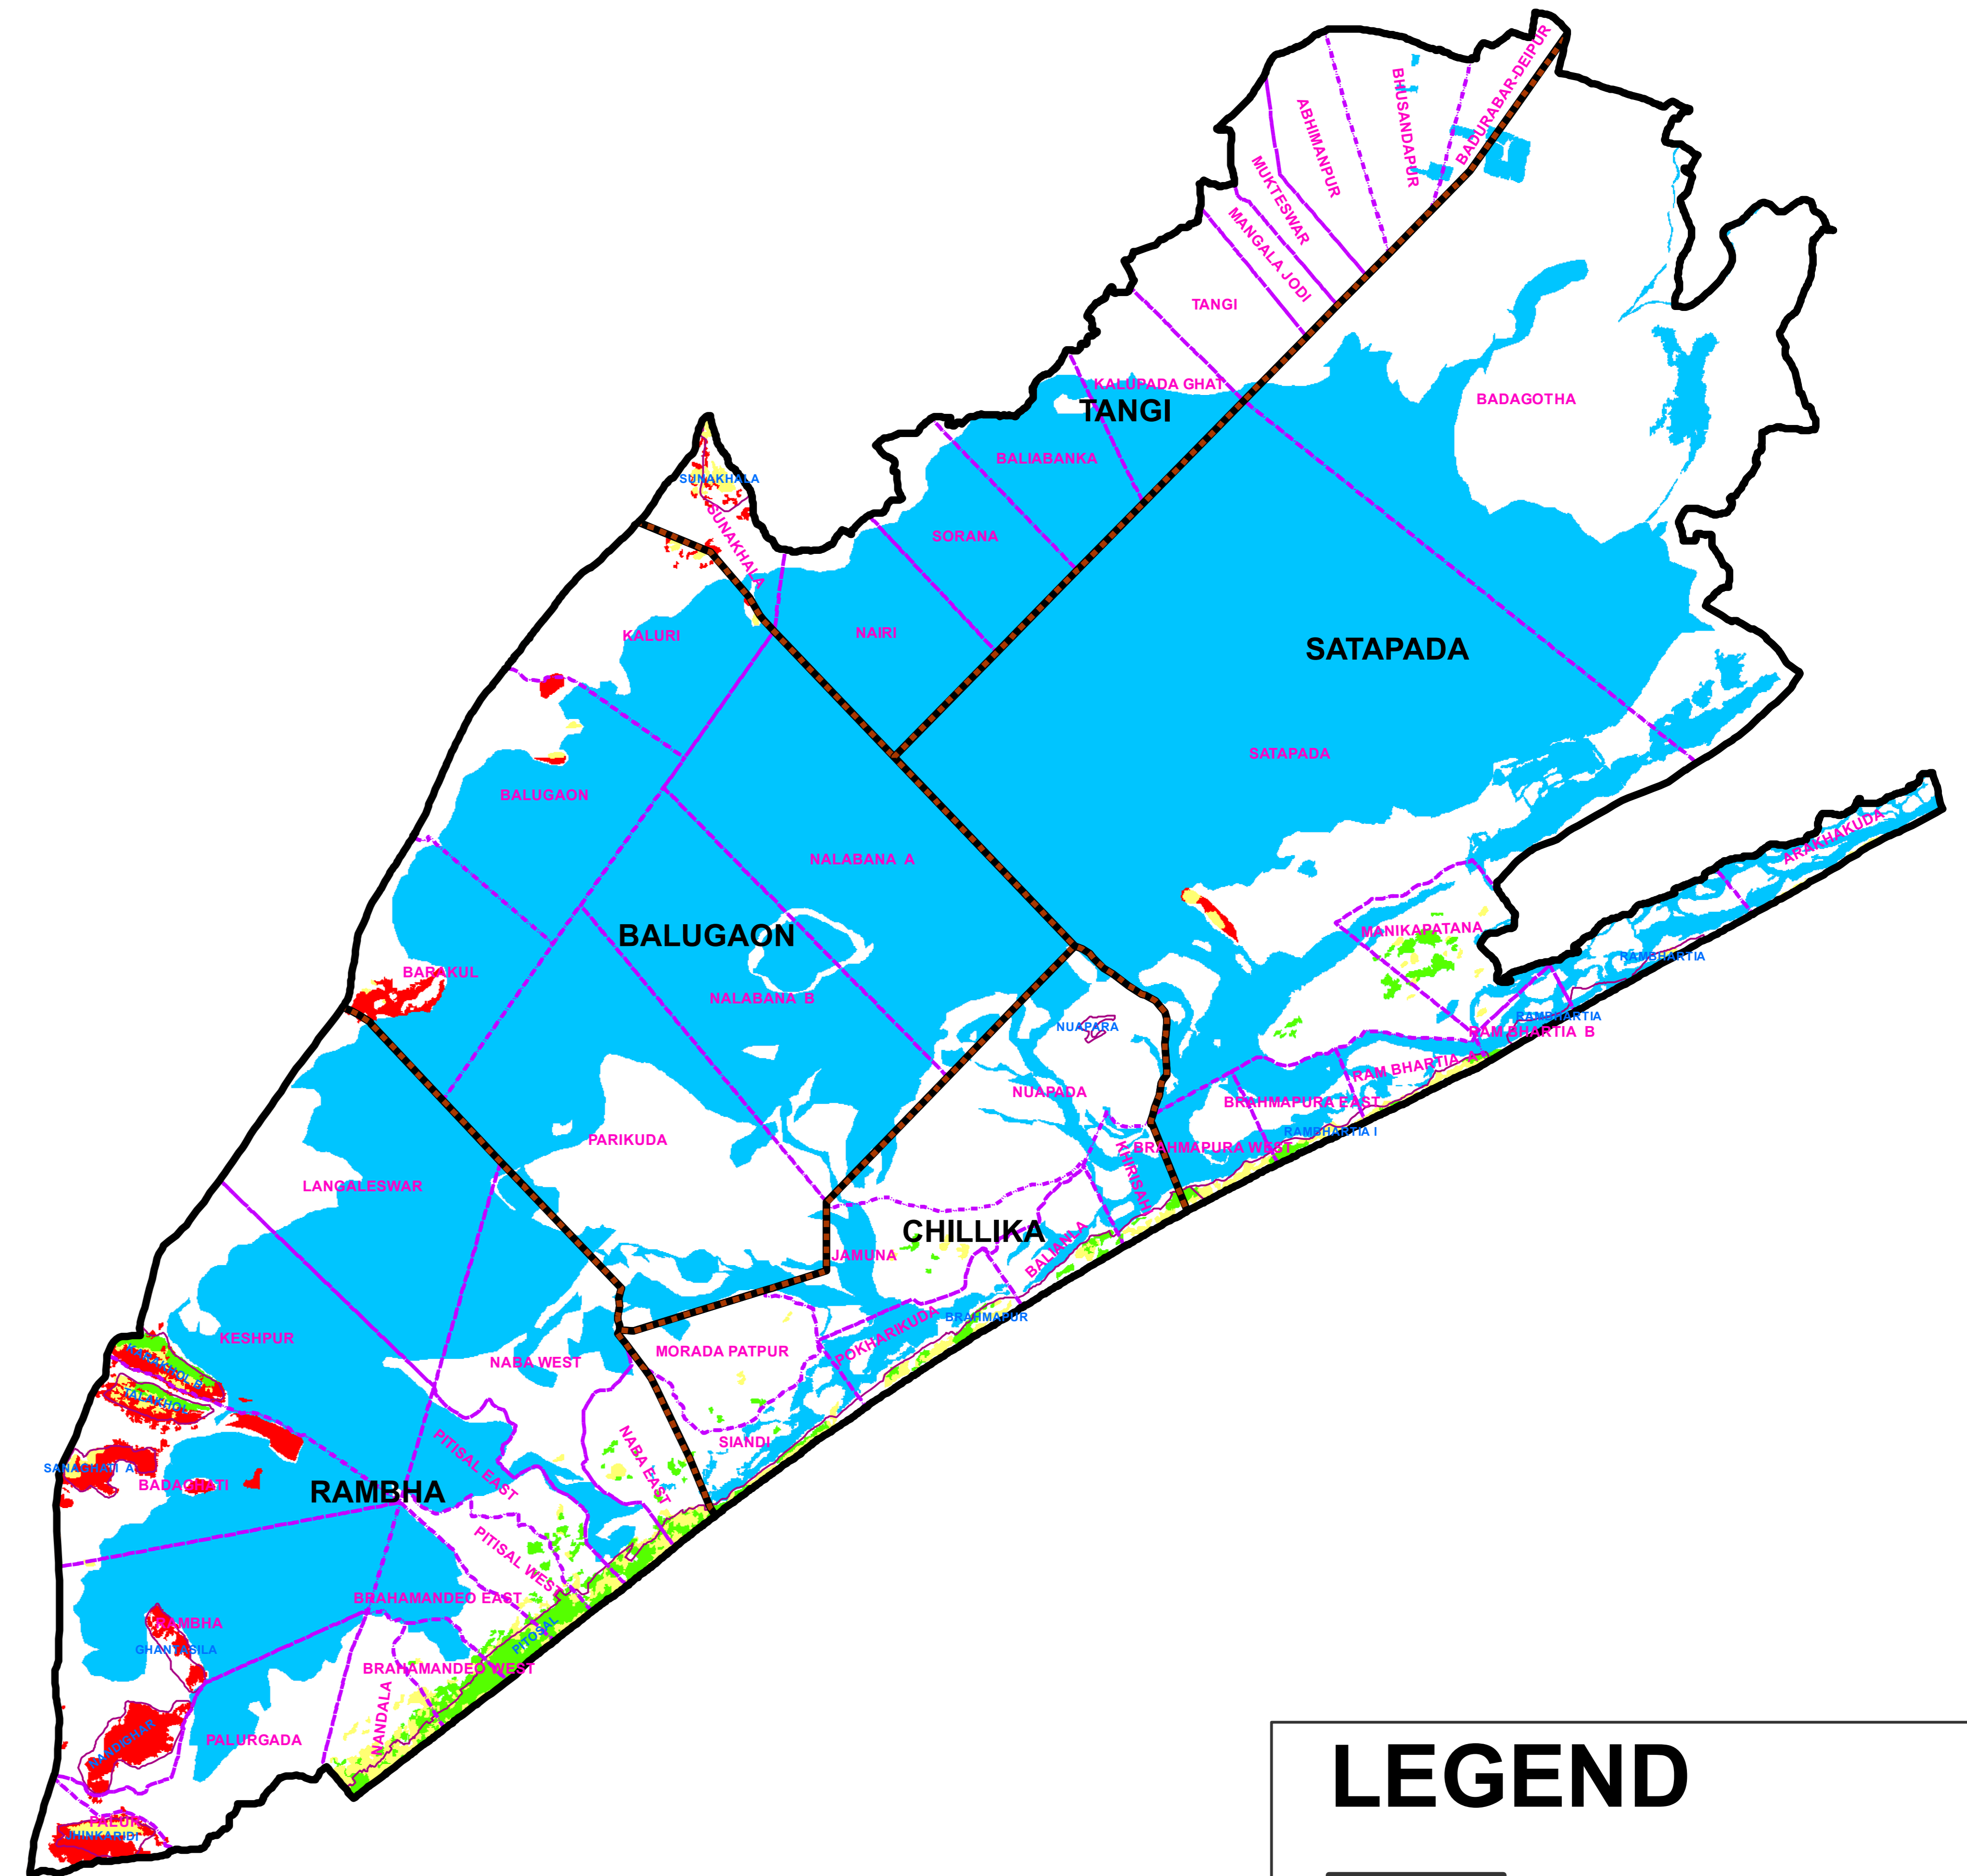 BADURABAR-DEIPUR
BHUSANDAPUR
ABHIMANPUR
MUKTESWAR
MANGALA JODI
TANGI
KALUPADA GHAT
TANGI
BADAGOTHA
BALIABANKA
SUNAKHALA
SUNAKHALA
SORANA
KALURI
NAIRI
SATAPADA
SATAPADA
BALUGAON
NALABANA A
ARAKHAKUDA
BALUGAON
MANIKAPATANA
RAMBHARTIA
BARAKUL
NALABANA B
RAMBHARTIA
NUAPARA
RAM BHARTIA B
RAM BHARTIA A
NUAPADA
BRAHMAPURA EAST
RAMBHARTIA I
PARIKUDA
BRAHMAPURA WEST
KHIRISAHI
LANGALESWAR
CHILLIKA
JAMUNA
BALIANLA
BRAHMAPUR
POKHARIKUDA
KESHPUR
MORADA PATPUR
NABA WEST
SIANDI
NABA EAST
PITISAL EAST
BADAGHATI
RAMBHA
PITISAL WEST
BRAHAMANDEO EAST
RAMBHA
GHANTASILA
PITOSAL
BRAHAMANDEO WEST
NANDALA
PALURGADA
NANDIGHAR
PALUR
JHINKARIDI
LEGEND